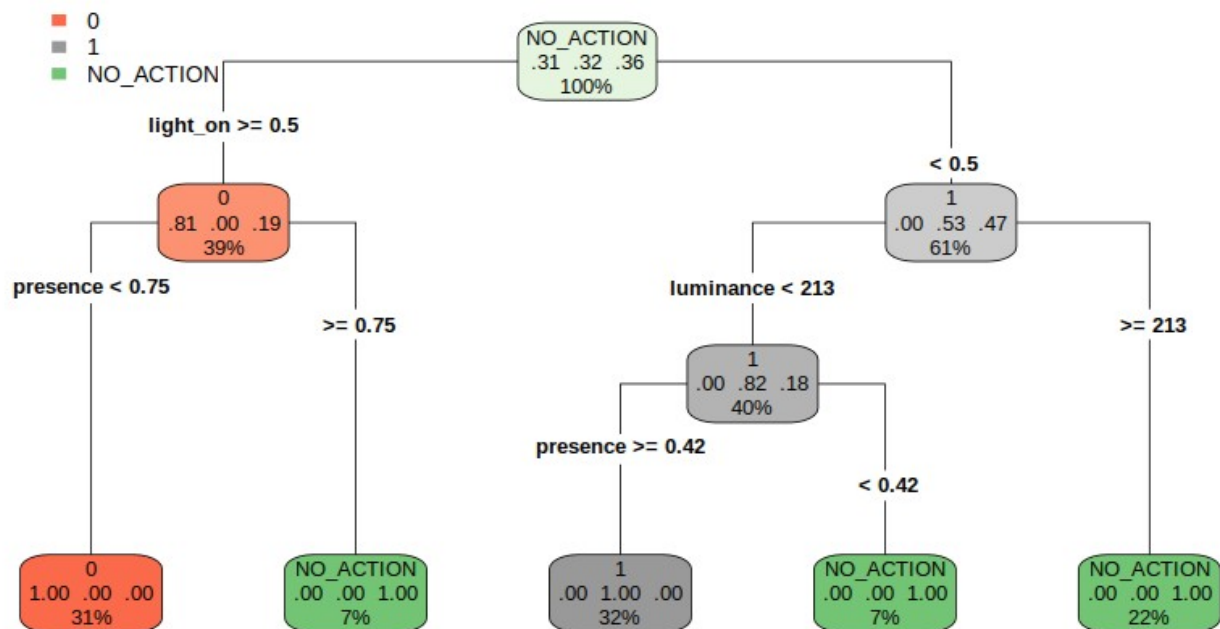 0
1
NO_ACTION
NO_ACTION
.31 .32 .36
100%
light_on >= 0.5
< 0.5
0
.81 .00 .19
39%
1
.00 .53 .47
61%
presence < 0.75
>= 0.75
luminance < 213
>= 213
1
.00 .82 .18
40%
presence >= 0.42
< 0.42
0
1.00 .00 .00
31%
NO_ACTION
.00 .00 1.00
7%
1
.00 1.00 .00
32%
NO_ACTION
.00 .00 1.00
7%
NO_ACTION
.00 .00 1.00
22%